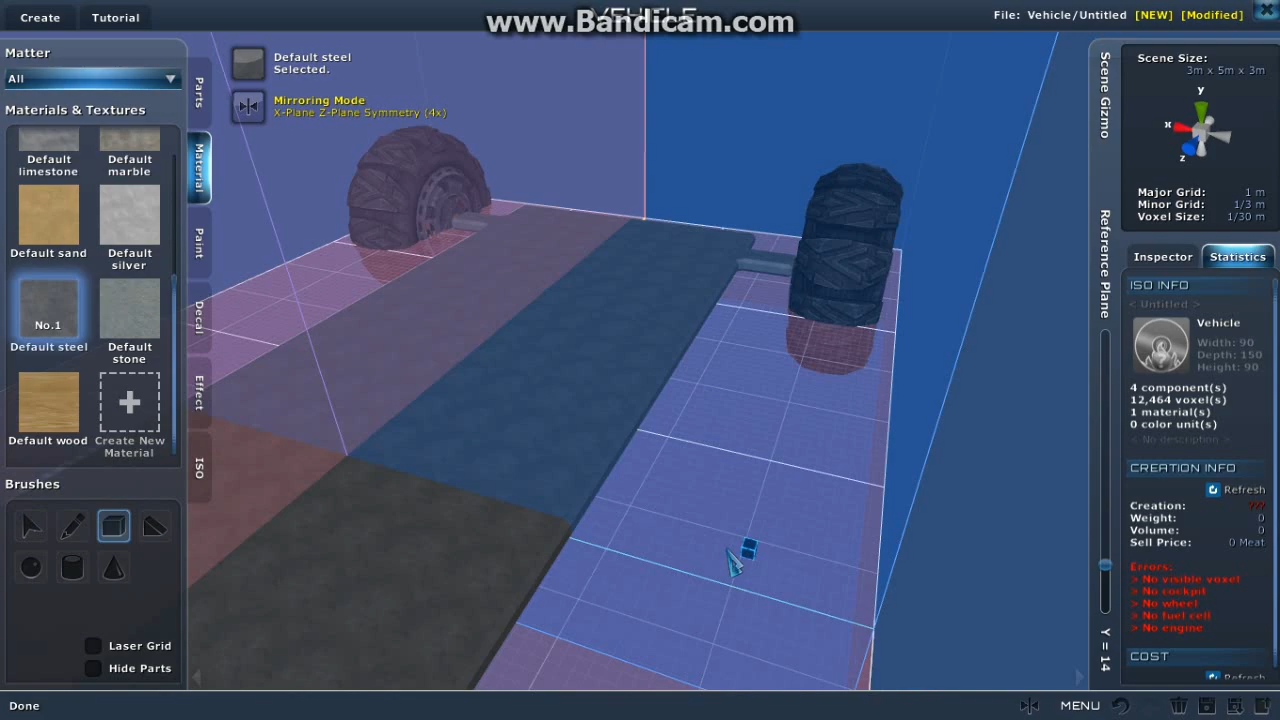 Create
Tutorial
VEHICLE
www.Bandicam.com
File: Vehicle/Untitled [NEW] [Modified]
Matter
All
Materials & Textures
Default limestone
Default marble
Default sand
Default silver
No.1
Default steel
Default stone
Default wood
Create New Material
Brushes
Laser Grid
Hide Parts
Done
Parts
Material
Paint
Decal
Effect
ISO
Default steel
Selected.
Mirroring Mode
X-Plane Z-Plane Symmetry (4x)
Scene Gizmo
Reference Plane
Y = 14
Scene Size:
3m x 5m x 3m
y
x
z
Major Grid: 1 m
Minor Grid: 1/3 m
Voxel Size: 1/30 m
Inspector
Statistics
ISO INFO
< Untitled >
Vehicle
Width: 90
Depth: 150
Height: 90
4 component(s)
12,464 voxel(s)
1 material(s)
0 color unit(s)
< No description >
CREATION INFO
Refresh
Creation: ???
Weight: 0
Volume: 0
Sell Price: 0 Meat
Errors:
> No visible voxel
> No cockpit
> No wheel
> No fuel cell
> No engine
COST
Refresh
MENU